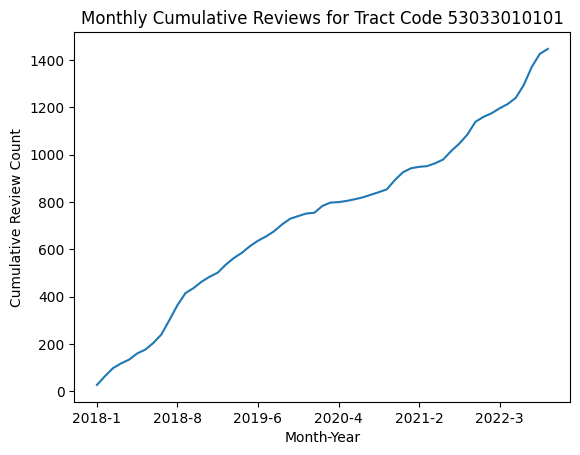 Monthly Cumulative Reviews for Tract Code 53033010101
1400
1200
1000
800
600
400
200
0
Cumulative Review Count
2018-1 2018-8 2019-6 2020-4 2021-2 2022-3
Month-Year